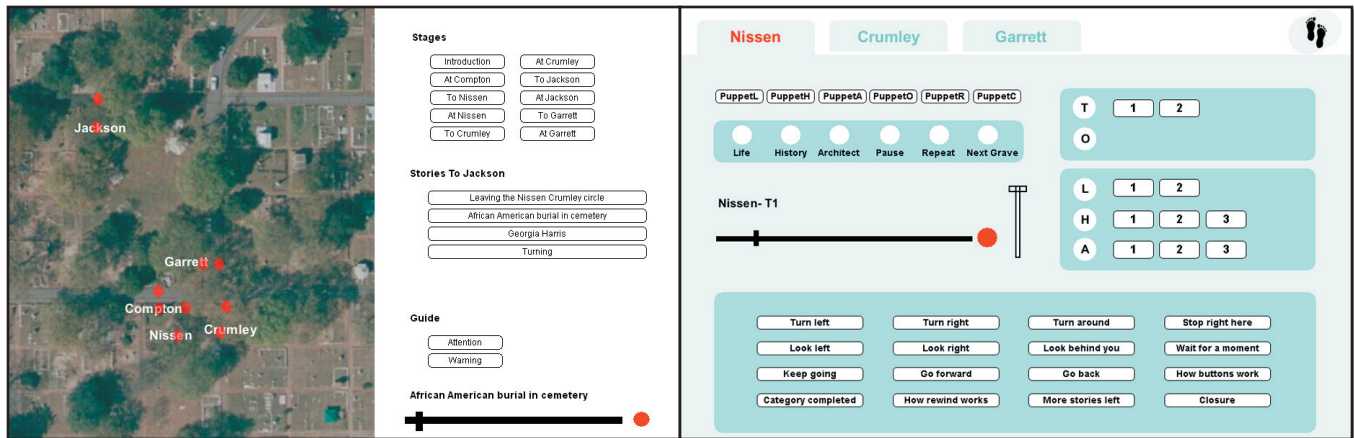 Jackson
Garrett
Compton
Nissen
Crumley
Stages
Introduction
At Crumley
At Compton
To Jackson
To Nissen
At Jackson
At Nissen
To Garrett
To Crumley
At Garrett
Stories To Jackson
Leaving the Nissen Crumley circle
African American burial in cemetery
Georgia Harris
Turning
Guide
Attention
Warning
African American burial in cemetery
Nissen Crumley Garrett
PuppetL PuppetH PuppetA PuppetO PuppetR PuppetC
Life History Architect Pause Repeat Next Grave
Nissen- T1
T 1 2
O
L 1 2
H 1 2 3
A 1 2 3
Turn left Turn right Turn around Stop right here
Look left Look right Look behind you Wait for a moment
Keep going Go forward Go back How buttons work
Category completed How rewind works More stories left Closure